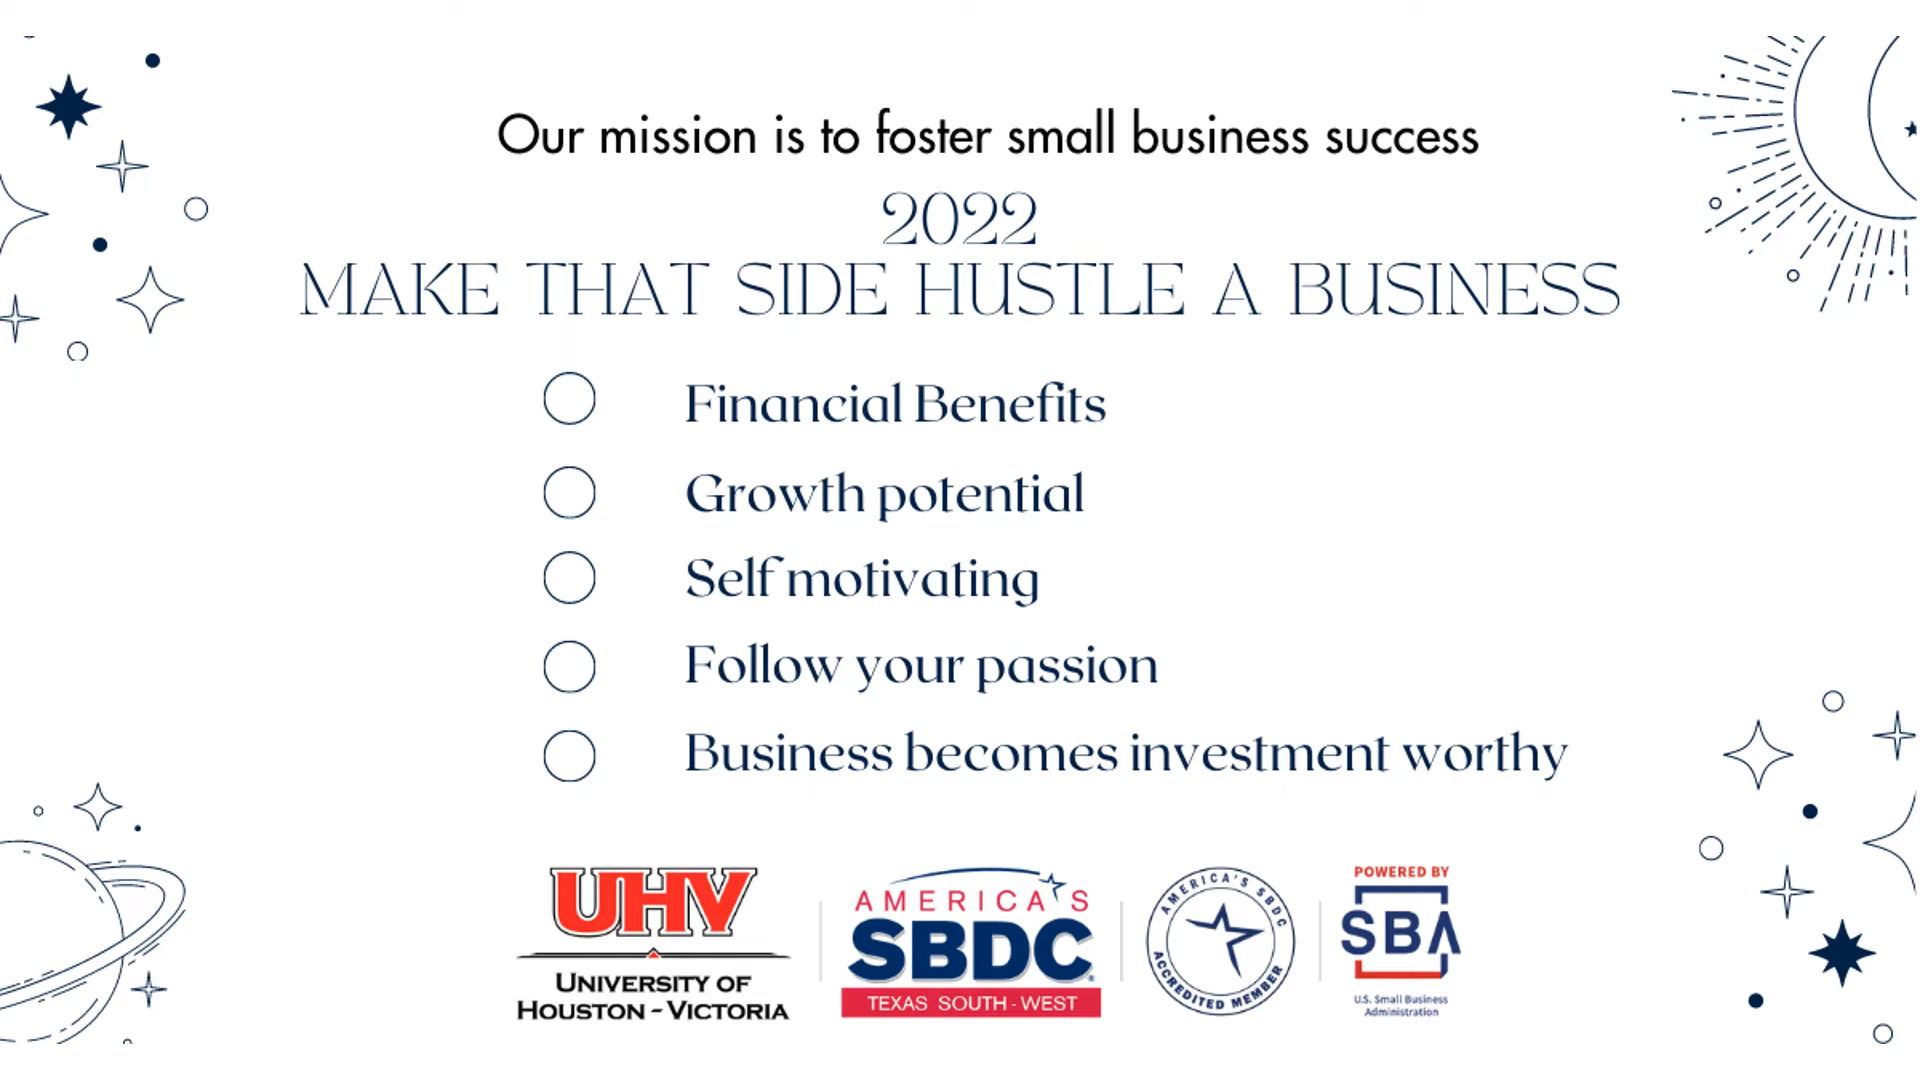 Our mission is to foster small business success
2022
MAKE THAT SIDE HUSTLE A BUSINESS
Financial Benefits
Growth potential
Self motivating
Follow your passion
Business becomes investment worthy
UHV
UNIVERSITY OF
HOUSTON - VICTORIA
AMERICA'S
SBDC
TEXAS SOUTH - WEST
AMERICA'S SBDC
ACCREDITED MEMBER
POWERED BY
SBA
U.S. Small Business
Administration